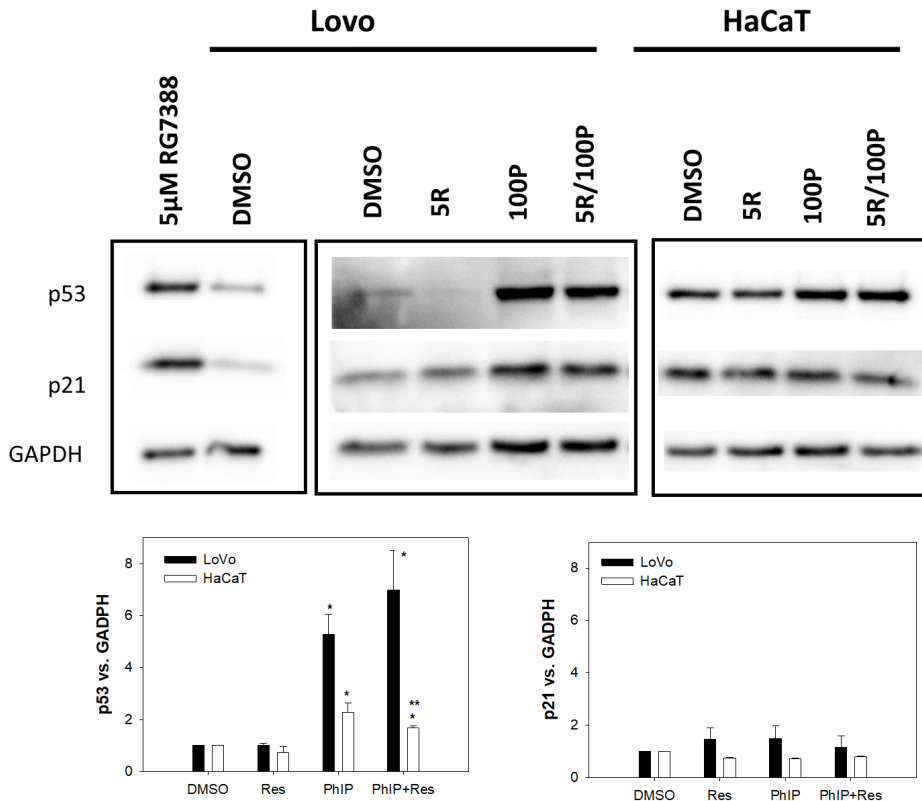 Lovo
HaCaT
5µM RG7388
DMSO
DMSO
5R
100P
5R/100P
DMSO
5R
100P
5R/100P
p53
p21
GAPDH
LoVo
HaCaT
p53 vs. GADPH
8
6
4
2
0
*
*
*
**
*
DMSO
Res
PhIP
PhIP+Res
LoVo
HaCaT
p21 vs. GADPH
8
6
4
2
0
DMSO
Res
PhIP
PhIP+Res